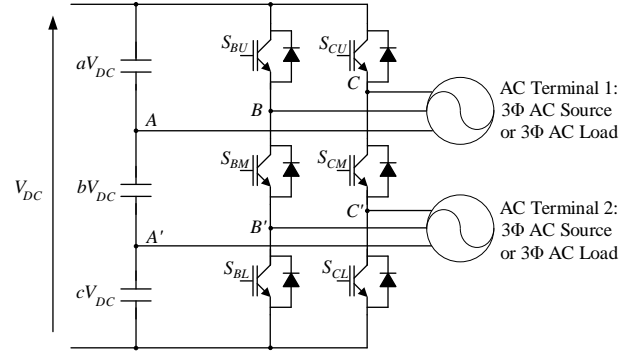 S_BU
S_CU
aV_DC
C
AC Terminal 1:
3Φ AC Source
or 3Φ AC Load
B
A
S_BM
S_CM
V_DC
bV_DC
C'
AC Terminal 2:
3Φ AC Source
or 3Φ AC Load
B'
A'
S_BL
S_CL
cV_DC